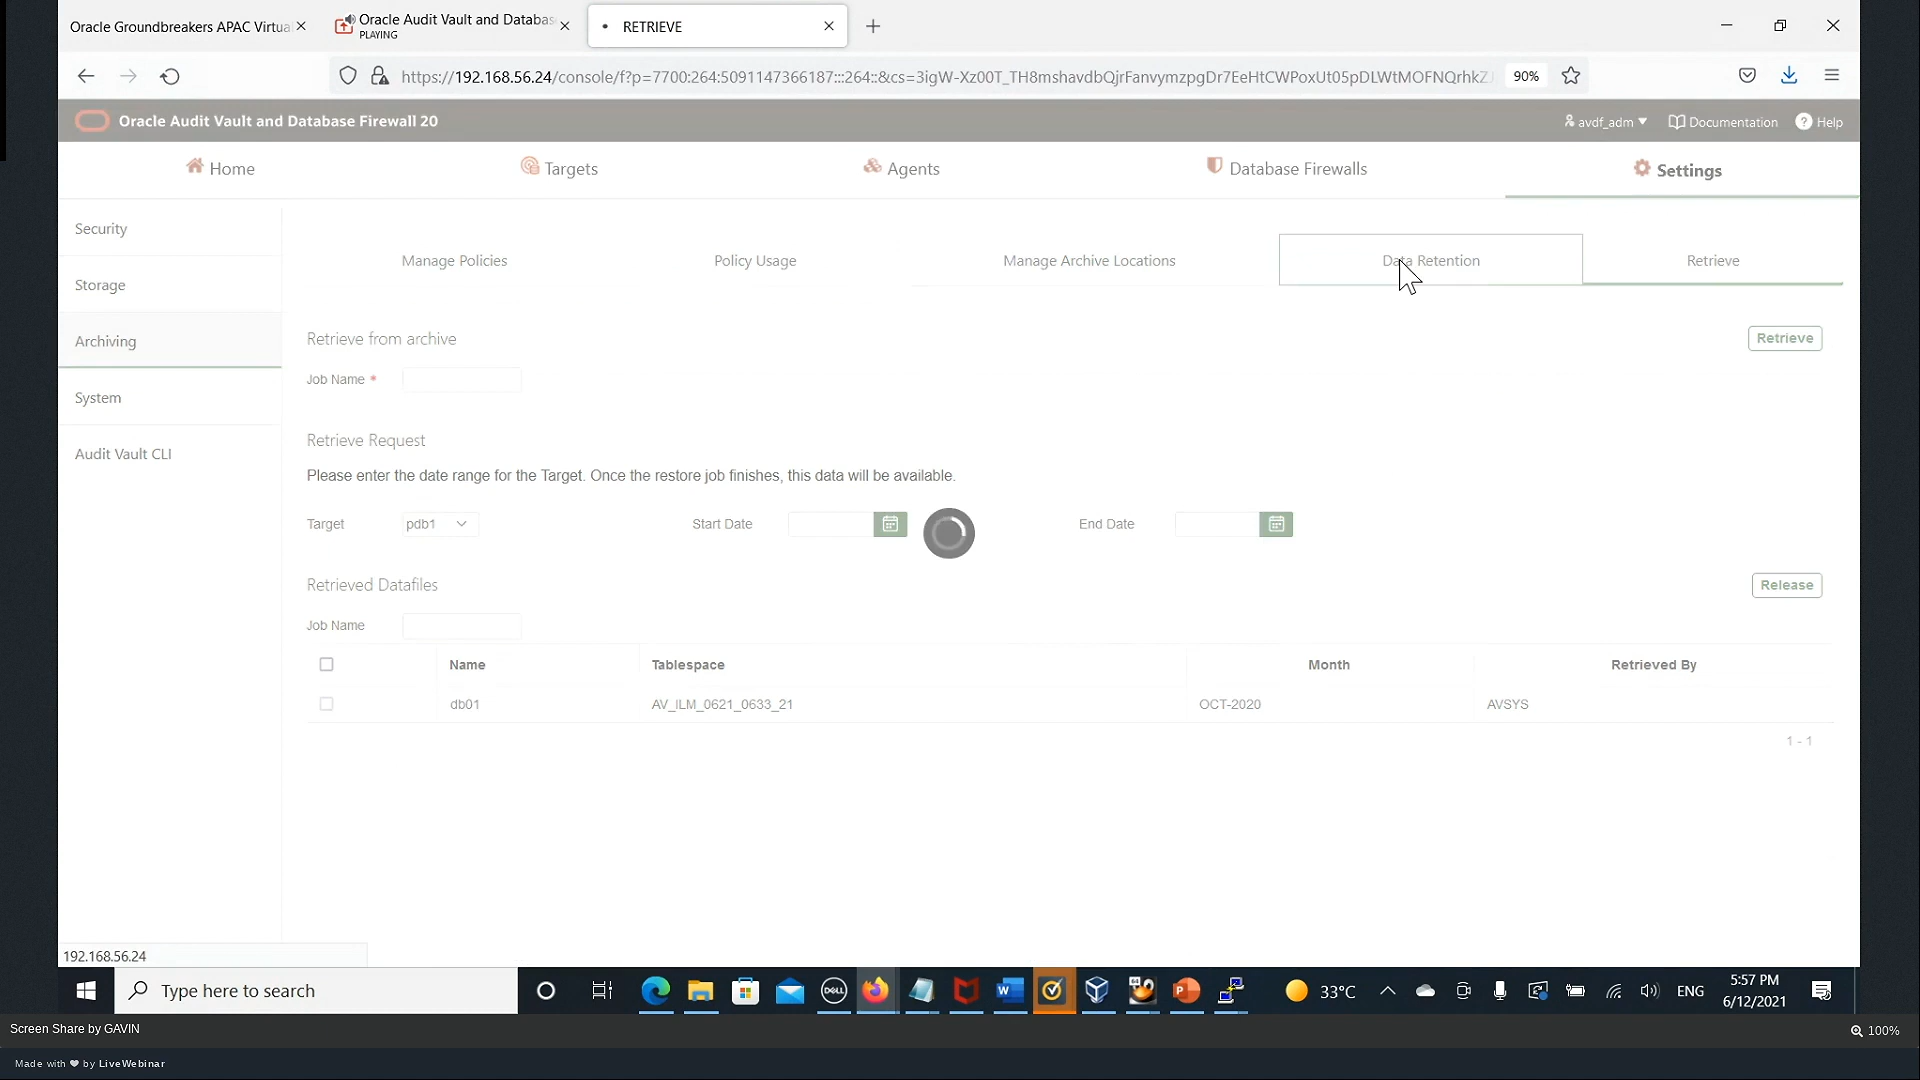 Oracle Groundbreakers APAC Virtua
Oracle Audit Vault and Databas
PLAYING
RETRIEVE
https://192.168.56.24/console/f?p=7700:264:5091147366187:::264::&cs=3igW-Xz00T_TH8mshavdbQjrFanvymzpgDr7EeHtCWPoxUt05pDLWtMOFNQrhkZJ
90%
Oracle Audit Vault and Database Firewall 20
avdf_adm
Documentation
Help
Home
Targets
Agents
Database Firewalls
Settings
Security
Storage
Archiving
System
Audit Vault CLI
Manage Policies
Policy Usage
Manage Archive Locations
Data Retention
Retrieve
Retrieve from archive
Retrieve
Job Name *
Retrieve Request
Please enter the date range for the Target. Once the restore job finishes, this data will be available.
Target
pdb1
Start Date
End Date
Retrieved Datafiles
Release
Job Name
Name Tablespace Month Retrieved By
db01 AV_ILM_0621_0633_21 OCT-2020 AVSYS
1 - 1
192.168.56.24
Type here to search
DELL
33°C
ENG
5:57 PM
6/12/2021
Screen Share by GAVIN
100%
Made with ❤ by LiveWebinar